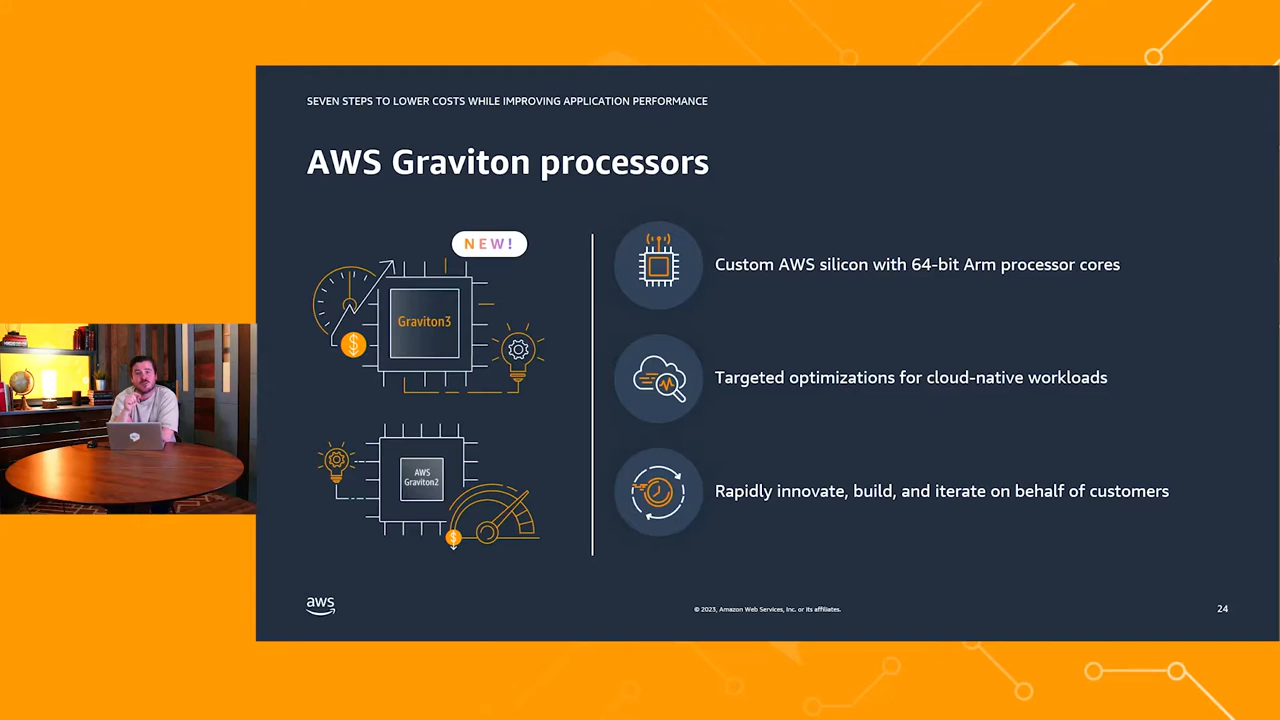 SEVEN STEPS TO LOWER COSTS WHILE IMPROVING APPLICATION PERFORMANCE
AWS Graviton processors
NEW!
Graviton3
$
AWS
Graviton2
$
Custom AWS silicon with 64-bit Arm processor cores
Targeted optimizations for cloud-native workloads
Rapidly innovate, build, and iterate on behalf of customers
aws
© 2023, Amazon Web Services, Inc. or its affiliates.
24